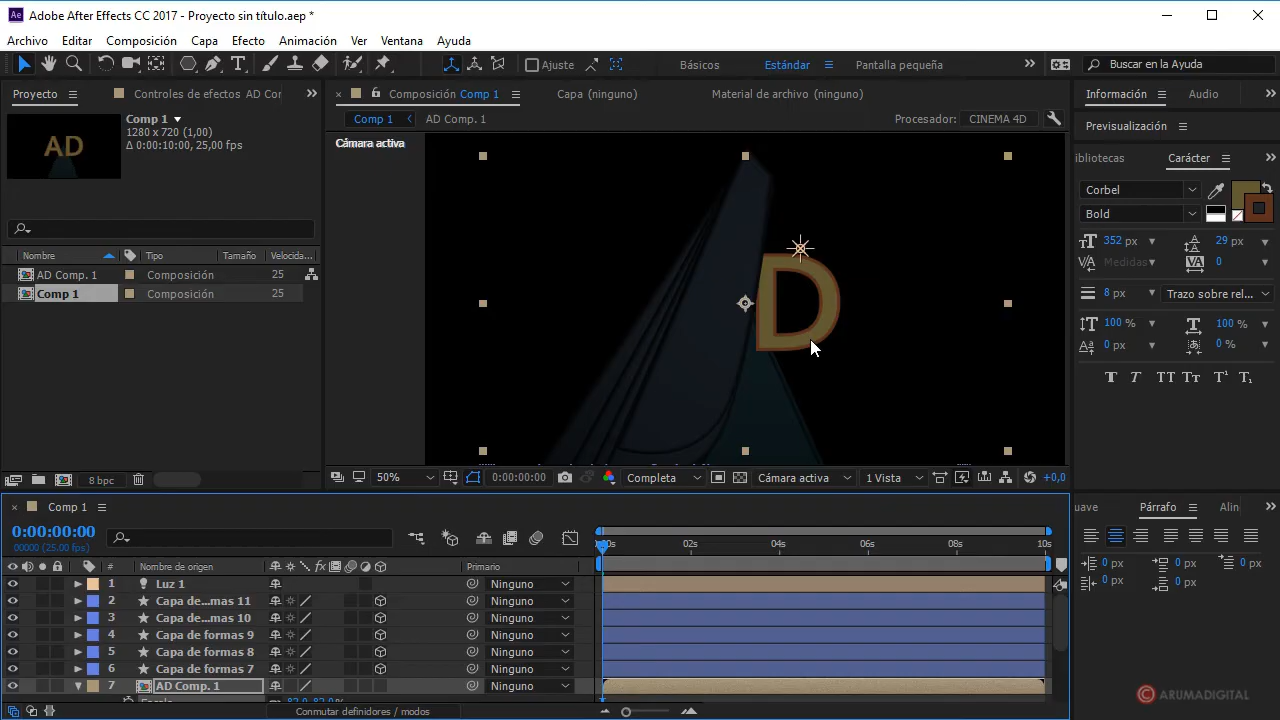 Ae Adobe After Effects CC 2017 - Proyecto sin título.aep *
Archivo Editar Composición Capa Efecto Animación Ver Ventana Ayuda
Ajuste Básicos Estándar Pantalla pequeña Buscar en la Ayuda
Proyecto Controles de efectos AD Cor Composición Comp 1 Capa (ninguno) Material de archivo (ninguno) Información Audio
Comp 1 AD Comp. 1 Procesador: CINEMA 4D
Comp 1
1280 x 720 (1,00)
Δ 0:00:10:00, 25,00 fps
AD
Cámara activa
Previsualización
ibliotecas Carácter
Corbel
Bold
352 px 29 px
Medidas 0
8 px Trazo sobre rel...
100 % 100 %
0 px 0 %
T T TT Tт T¹ T₁
Nombre Tipo Tamaño Velocida...
AD Comp. 1 Composición 25
Comp 1 Composición 25
D
8 bpc
50% 0:00:00:00 Completa Cámara activa 1 Vista +0,0
Comp 1
0:00:00:00
00000 (25.00 fps)
uave Párrafo Alin
0 px 0 px 0 px
0 px 0 px
# Nombre de origen Primario
00s 02s 04s 06s 08s 10s
1 Luz 1 Ninguno
2 Capa de...mas 11 Ninguno
3 Capa de...mas 10 Ninguno
4 Capa de formas 9 Ninguno
5 Capa de formas 8 Ninguno
6 Capa de formas 7 Ninguno
7 AD Comp. 1 Ninguno
Conmutar definidores / modos
© ARUMADIGITAL